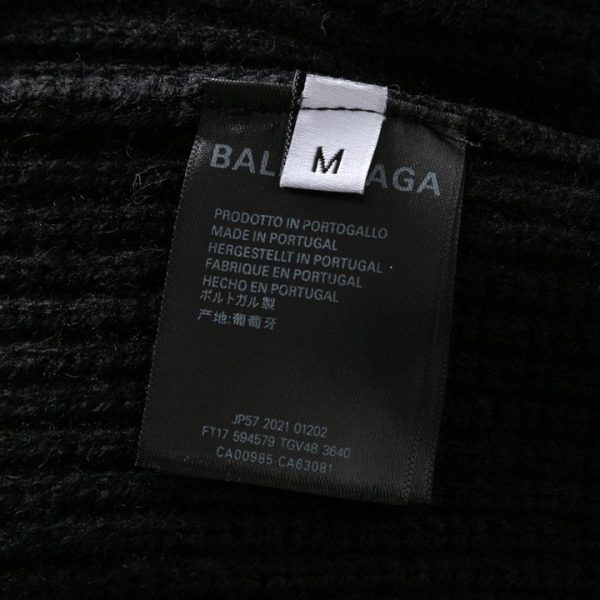 BAL AGA
M
PRODOTTO IN PORTOGALLO
MADE IN PORTUGAL
HERGESTELLT IN PORTUGAL
FABRIQUE EN PORTUGAL
HECHO EN PORTUGAL
ポルトガル製
产地:葡萄牙
JP57 2021 01202
FT17 594579 TGV48 3640
CA00985 CA63081